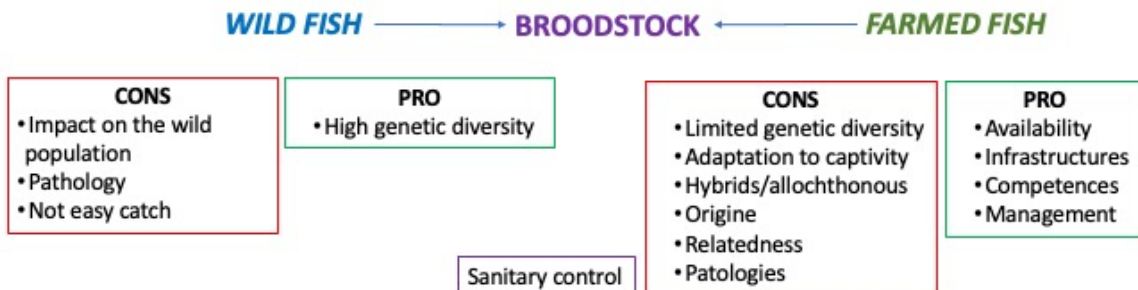 WILD FISH BROODSTOCK FARMED FISH
CONS
• Impact on the wild
population
• Pathology
• Not easy catch
PRO
• High genetic diversity
CONS
• Limited genetic diversity
• Adaptation to captivity
• Hybrids/allochthonous
• Origine
• Relatedness
• Patologies
PRO
• Availability
• Infrastructures
• Competences
• Management
Sanitary control